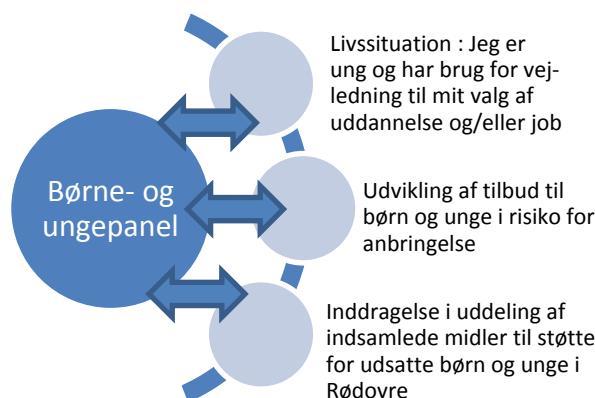 Livssituation : Jeg er
ung og har brug for vej-
ledning til mit valg af
uddannelse og/eller job
Børne- og
ungepanel
Udvikling af tilbud til
børn og unge i risiko for
anbringelse
Inddragelse i uddeling af
indsamlede midler til støtte
for udsatte børn og unge i
Rødovre